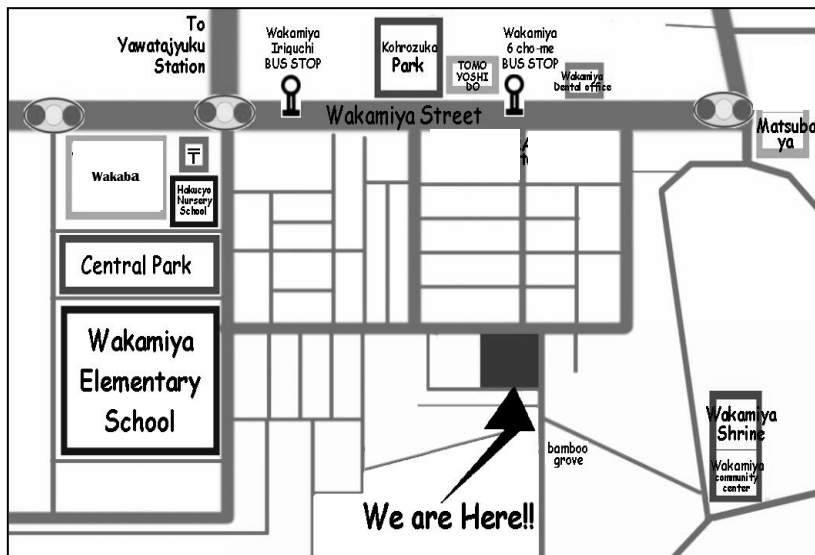 To
Yawatajyuku
Station
Wakamiya
Iriguchi
BUS STOP
Kohrozuka
Park
TOMO
YOSHI
DO
Wakamiya
6 cho-me
BUS STOP
Wakamiya
Dental office
Wakamiya Street
Matsuba
ya
Wakaba
〒
Hakucyo
Nursery
School
Central Park
Wakamiya
Elementary
School
Wakamiya
Shrine
Wakamiya
community
center
bamboo
grove
We are Here!!